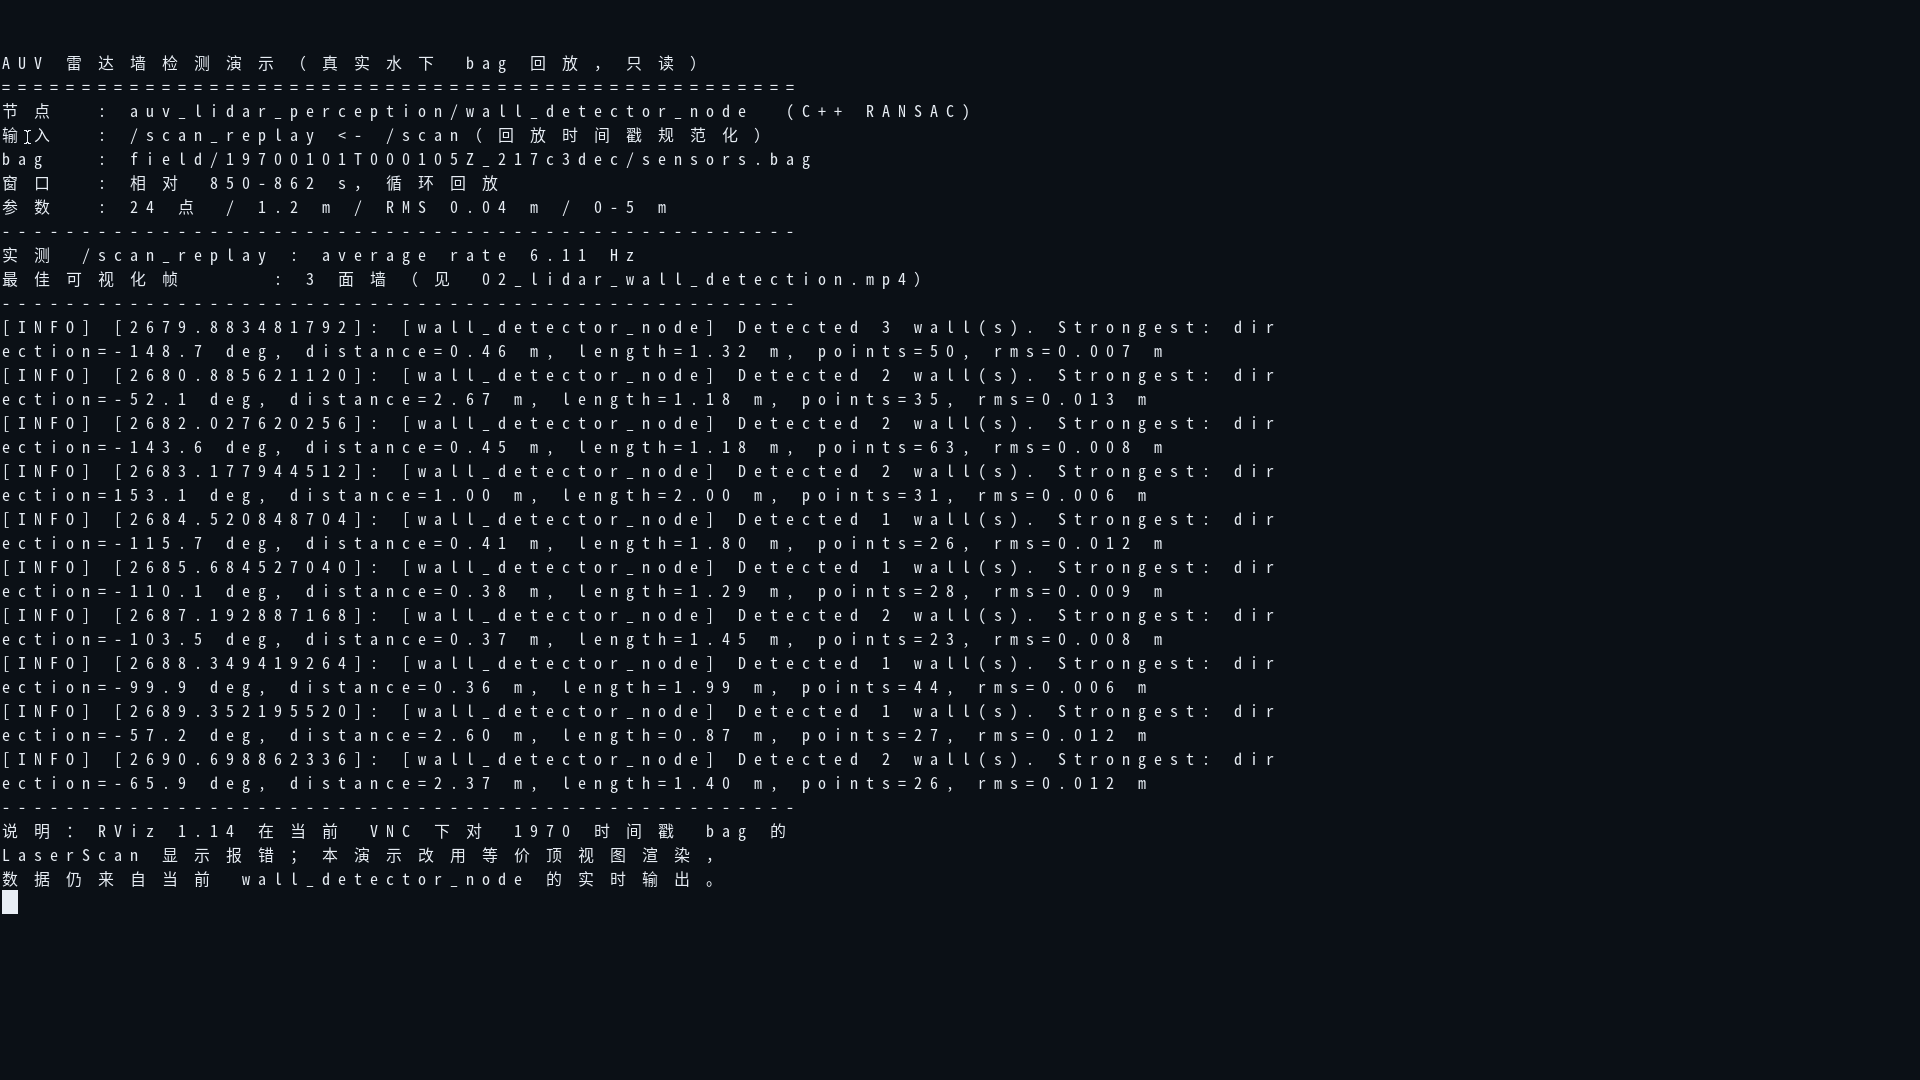 AUV 雷达墙检测演示（真实水下 bag 回放，只读）
==================================================
节点 : auv_lidar_perception/wall_detector_node (C++ RANSAC)
输入 : /scan_replay <- /scan（回放时间戳规范化）
bag : field/19700101T000105Z_217c3dec/sensors.bag
窗口 : 相对 850-862 s, 循环回放
参数 : 24 点 / 1.2 m / RMS 0.04 m / 0-5 m
--------------------------------------------------
实测 /scan_replay : average rate 6.11 Hz
最佳可视化帧 : 3 面墙（见 02_lidar_wall_detection.mp4）
--------------------------------------------------
[INFO] [2679.883481792]: [wall_detector_node] Detected 3 wall(s). Strongest: dir
ection=-148.7 deg, distance=0.46 m, length=1.32 m, points=50, rms=0.007 m
[INFO] [2680.885621120]: [wall_detector_node] Detected 2 wall(s). Strongest: dir
ection=-52.1 deg, distance=2.67 m, length=1.18 m, points=35, rms=0.013 m
[INFO] [2682.027620256]: [wall_detector_node] Detected 2 wall(s). Strongest: dir
ection=-143.6 deg, distance=0.45 m, length=1.18 m, points=63, rms=0.008 m
[INFO] [2683.177944512]: [wall_detector_node] Detected 2 wall(s). Strongest: dir
ection=153.1 deg, distance=1.00 m, length=2.00 m, points=31, rms=0.006 m
[INFO] [2684.520848704]: [wall_detector_node] Detected 1 wall(s). Strongest: dir
ection=-115.7 deg, distance=0.41 m, length=1.80 m, points=26, rms=0.012 m
[INFO] [2685.684527040]: [wall_detector_node] Detected 1 wall(s). Strongest: dir
ection=-110.1 deg, distance=0.38 m, length=1.29 m, points=28, rms=0.009 m
[INFO] [2687.192887168]: [wall_detector_node] Detected 2 wall(s). Strongest: dir
ection=-103.5 deg, distance=0.37 m, length=1.45 m, points=23, rms=0.008 m
[INFO] [2688.349419264]: [wall_detector_node] Detected 1 wall(s). Strongest: dir
ection=-99.9 deg, distance=0.36 m, length=1.99 m, points=44, rms=0.006 m
[INFO] [2689.352195520]: [wall_detector_node] Detected 1 wall(s). Strongest: dir
ection=-57.2 deg, distance=2.60 m, length=0.87 m, points=27, rms=0.012 m
[INFO] [2690.698862336]: [wall_detector_node] Detected 2 wall(s). Strongest: dir
ection=-65.9 deg, distance=2.37 m, length=1.40 m, points=26, rms=0.012 m
--------------------------------------------------
说明：RViz 1.14 在当前 VNC 下对 1970 时间戳 bag 的
LaserScan 显示报错；本演示改用等价顶视图渲染，
数据仍来自当前 wall_detector_node 的实时输出。